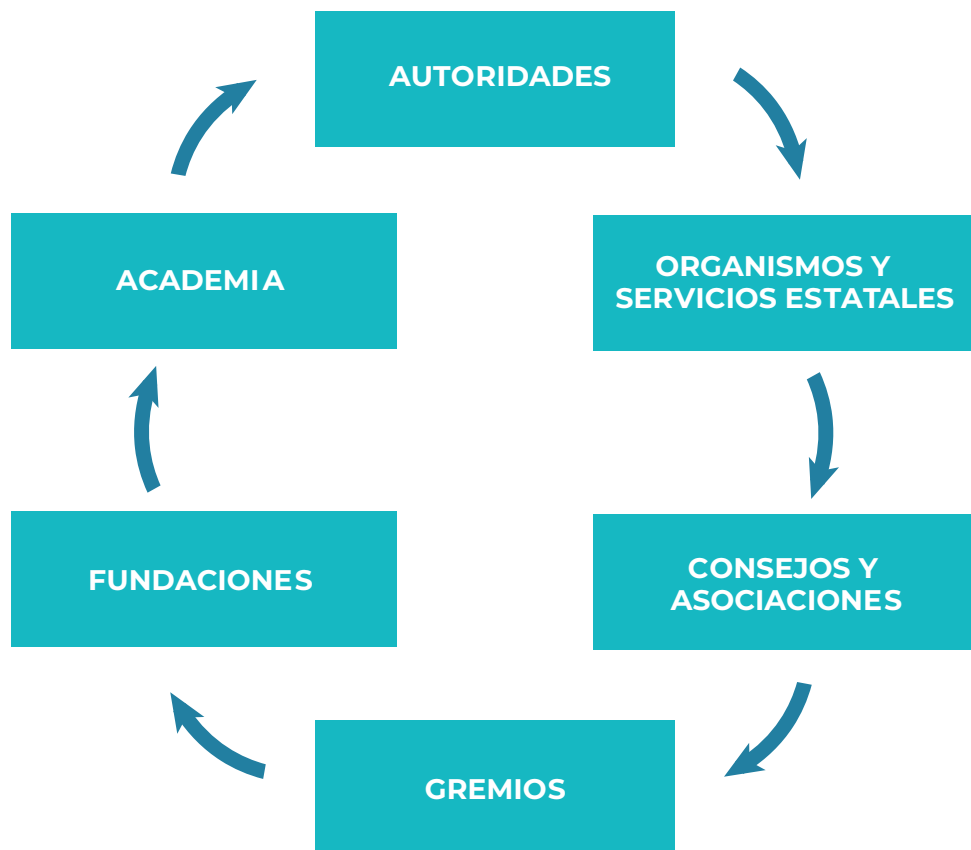 AUTORIDADES
ORGANISMOS Y
SERVICIOS ESTATALES
CONSEJOS Y
ASOCIACIONES
GREMIOS
FUNDACIONES
ACADEMIA